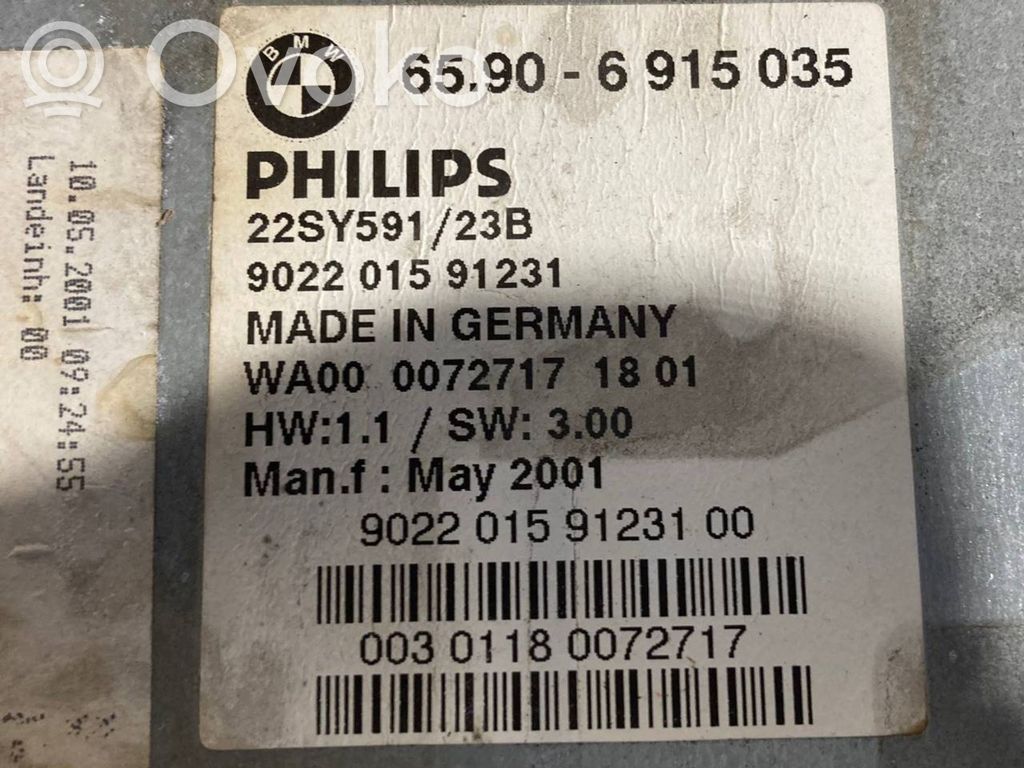 Ovoko
BMW
65.90 - 6 915 035
PHILIPS
22SY591/23B
9022 015 91231
MADE IN GERMANY
WA00 0072717 18 01
HW:1.1 / SW: 3.00
Man.f : May 2001
9022 015 91231 00
003 0118 0072717
10.05.2001 09:24:55
Landeinh: 00